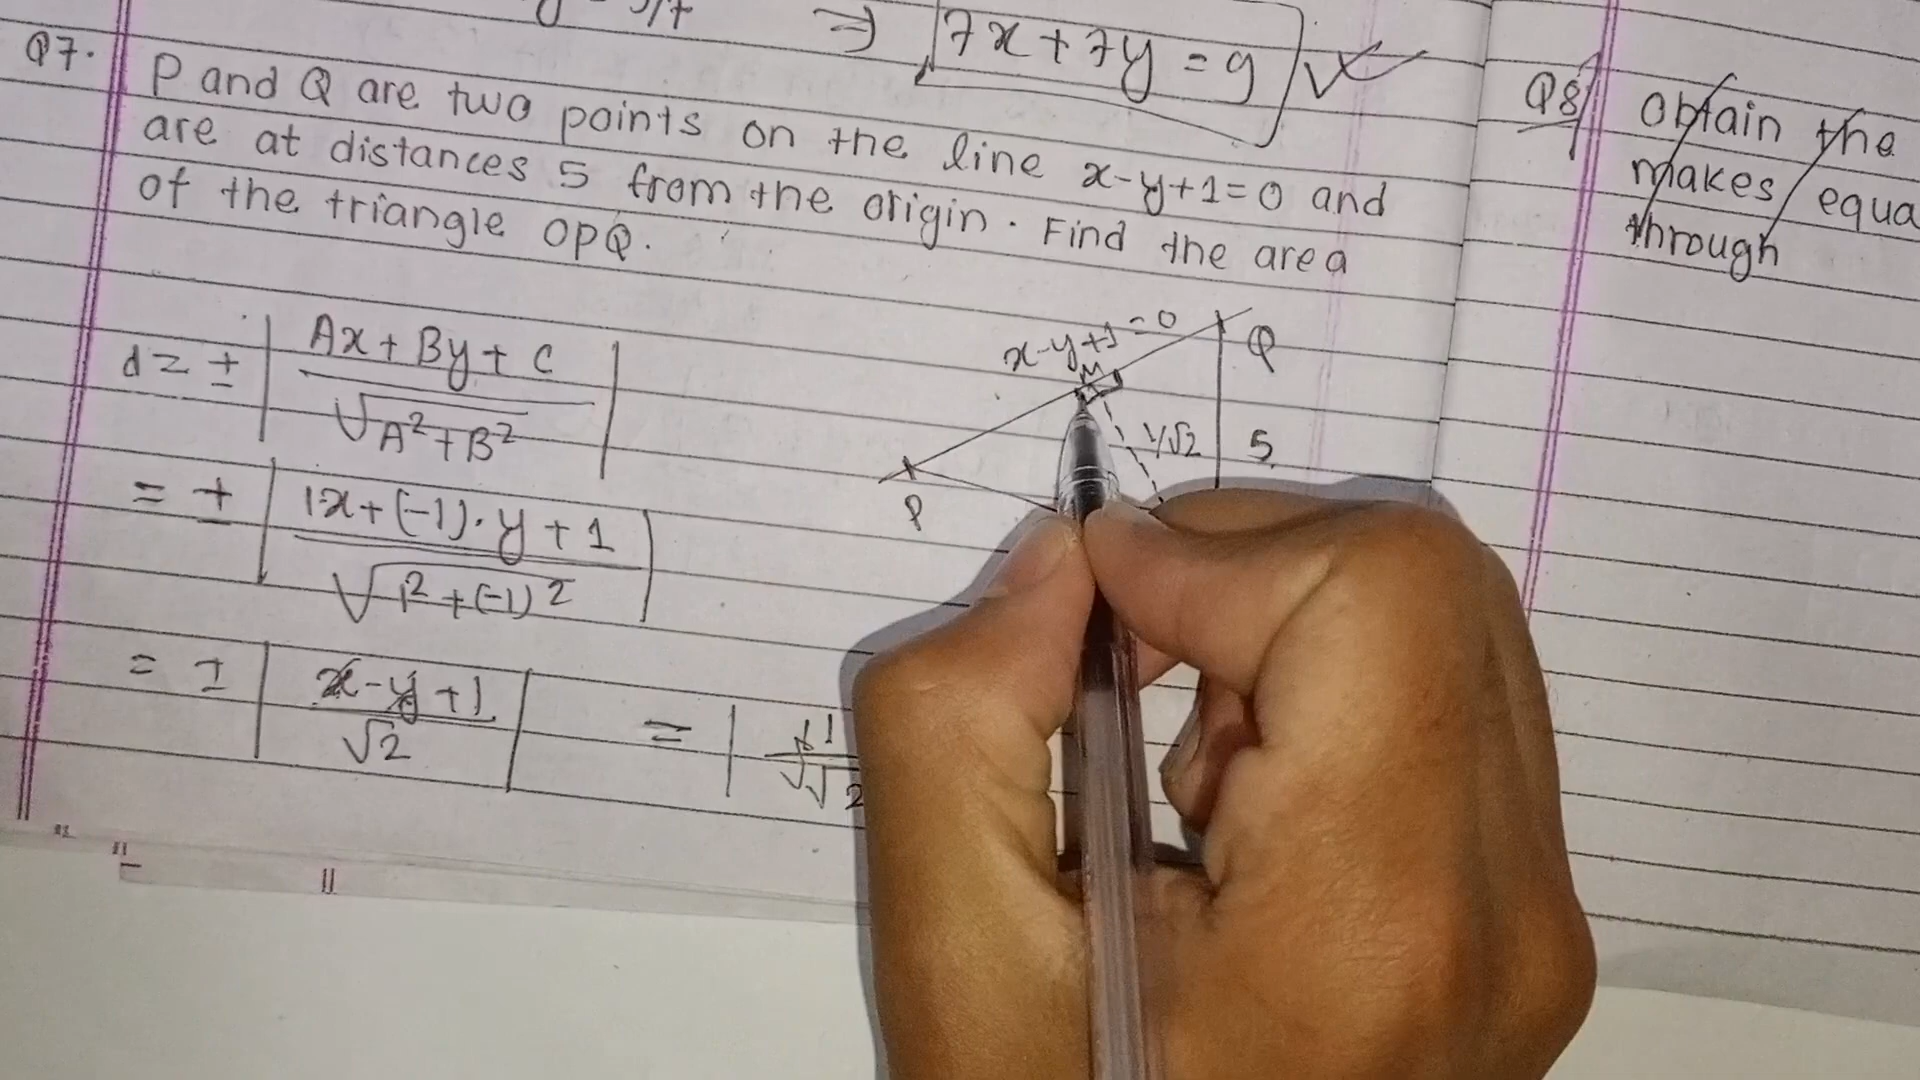 ⇒ 7x + 7y = 9
Q7. P and Q are two points on the line x-y+1=0 and
are at distances 5 from the origin. Find the area
of the triangle OPQ.
d = ± | Ax + By + C / √A²+B² |
= ± | 1x + (-1)·y + 1 / √1²+(-1)² |
= ± | x-y+1 / √2 | = | 1 / √2
x-y+1=0
Q
M
1/√2
5
P
Q8 Obtain the
makes equa
through